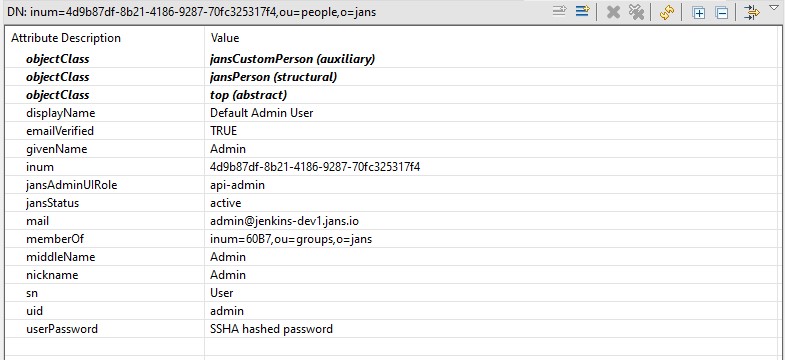 DN: inum=4d9b87df-8b21-4186-9287-70fc325317f4,ou=people,o=jans
Attribute Description Value
objectClass jansCustomPerson (auxiliary)
objectClass jansPerson (structural)
objectClass top (abstract)
displayName Default Admin User
emailVerified TRUE
givenName Admin
inum 4d9b87df-8b21-4186-9287-70fc325317f4
jansAdminUIRole api-admin
jansStatus active
mail admin@jenkins-dev1.jans.io
memberOf inum=60B7,ou=groups,o=jans
middleName Admin
nickname Admin
sn User
uid admin
userPassword SSHA hashed password